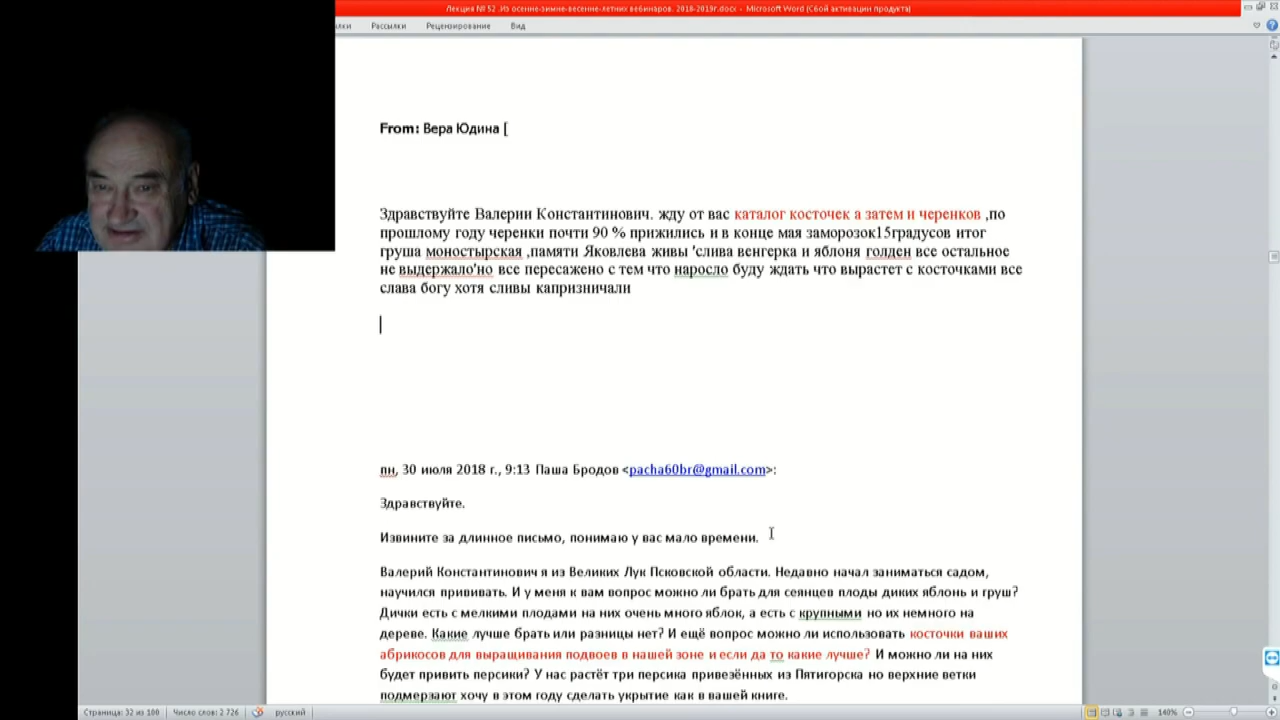 Лекция № 52 .Из осенне-зимне-весенне-летних вебинаров. 2018-2019г.docx - Microsoft Word (Сбой активации продукта)
лки Рассылки Рецензирование Вид
From: Вера Юдина [
Здравствуйте Валерии Константинович. жду от вас каталог косточек а затем и черенков ,по
прошлому году черенки почти 90 % прижились и в конце мая заморозок15градусов итог
груша моностырская ,памяти Яковлева живы 'слива венгерка и яблоня голден все остальное
не выдержало'но все пересажено с тем что наросло буду ждать что вырастет с косточками все
слава богу хотя сливы капризничали
пн, 30 июля 2018 г., 9:13 Паша Бродов <pacha60br@gmail.com>:
Здравствуйте.
Извините за длинное письмо, понимаю у вас мало времени.
Валерий Константинович я из Великих Лук Псковской области. Недавно начал заниматься садом,
научился прививать. И у меня к вам вопрос можно ли брать для сеянцев плоды диких яблонь и груш?
Дички есть с мелкими плодами на них очень много яблок, а есть с крупными но их немного на
дереве. Какие лучше брать или разницы нет? И ещё вопрос можно ли использовать косточки ваших
абрикосов для выращивания подвоев в нашей зоне и если да то какие лучше? И можно ли на них
будет привить персики? У нас растёт три персика привезённых из Пятигорска но верхние ветки
подмерзают хочу в этом году сделать укрытие как в вашей книге.
Страница: 32 из 100 Число слов: 2 726 русский 140%